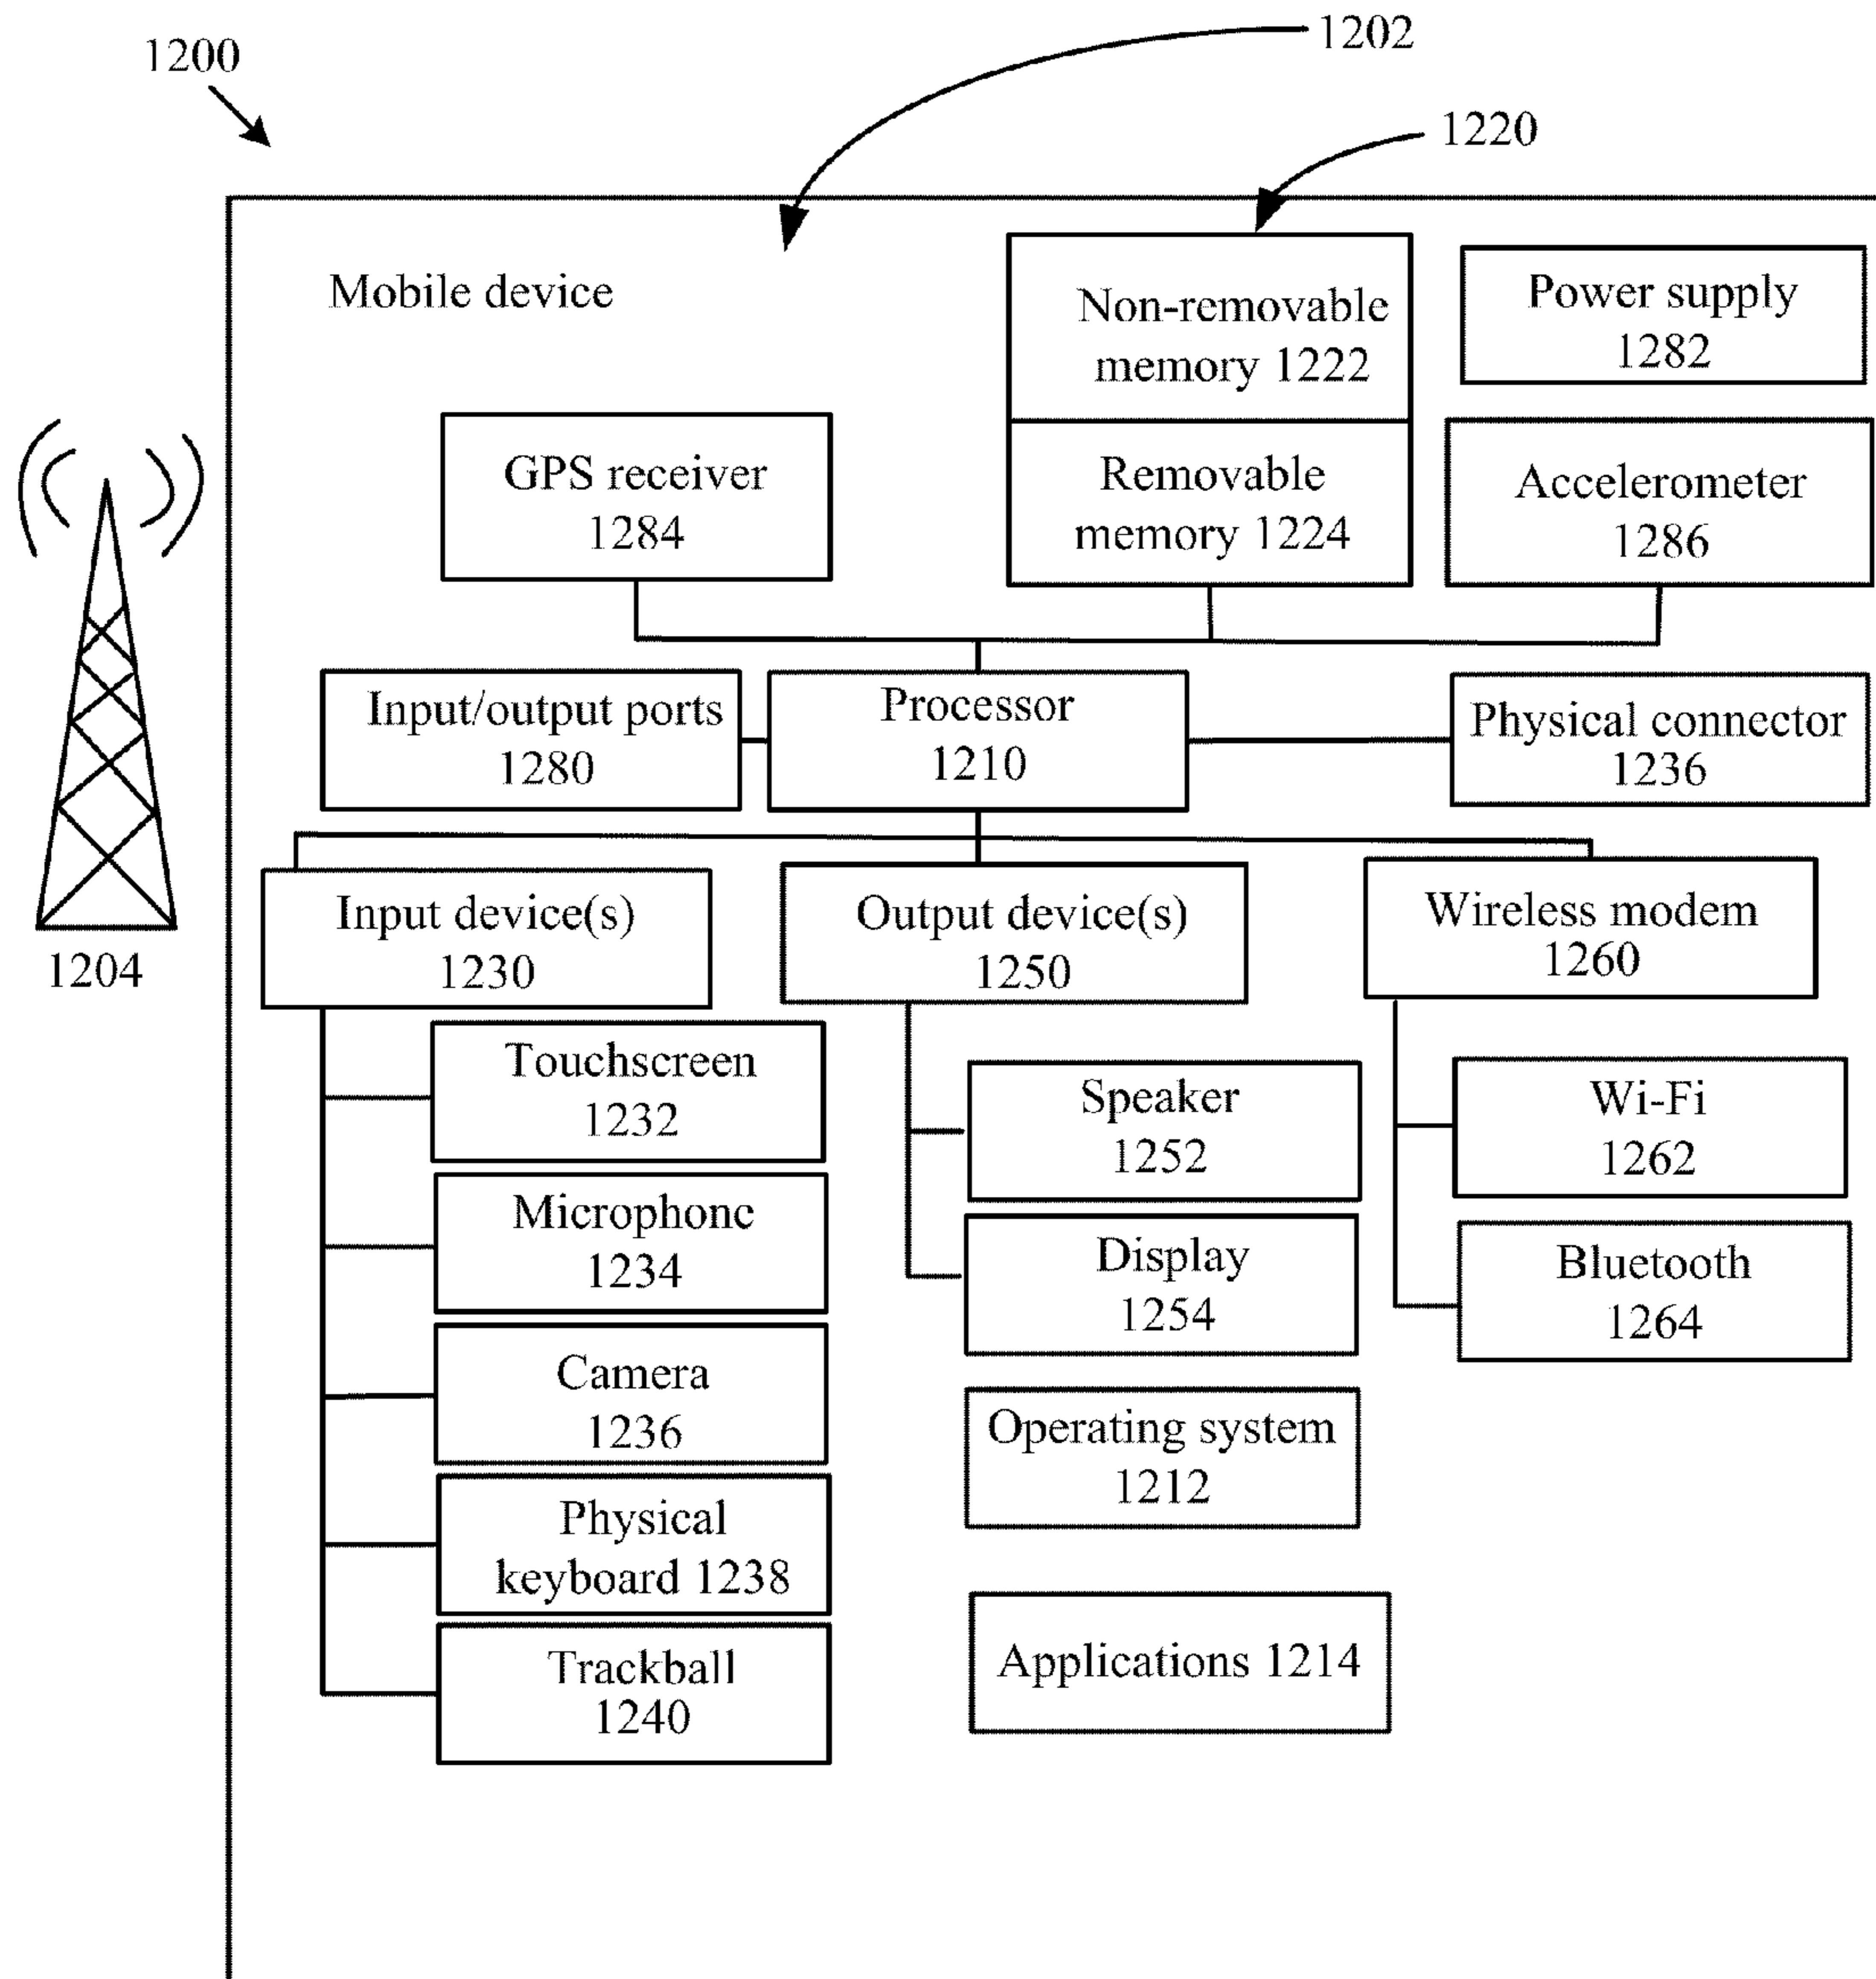 1200
1202
1220
Mobile device
Non-removable
memory 1222
Power supply
1282
GPS receiver
1284
Removable
memory 1224
Accelerometer
1286
Input/output ports
1280
Processor
1210
Physical connector
1236
1204
Input device(s)
1230
Output device(s)
1250
Wireless modem
1260
Touchscreen
1232
Microphone
1234
Camera
1236
Physical
keyboard 1238
Trackball
1240
Speaker
1252
Display
1254
Operating system
1212
Applications 1214
Wi-Fi
1262
Bluetooth
1264